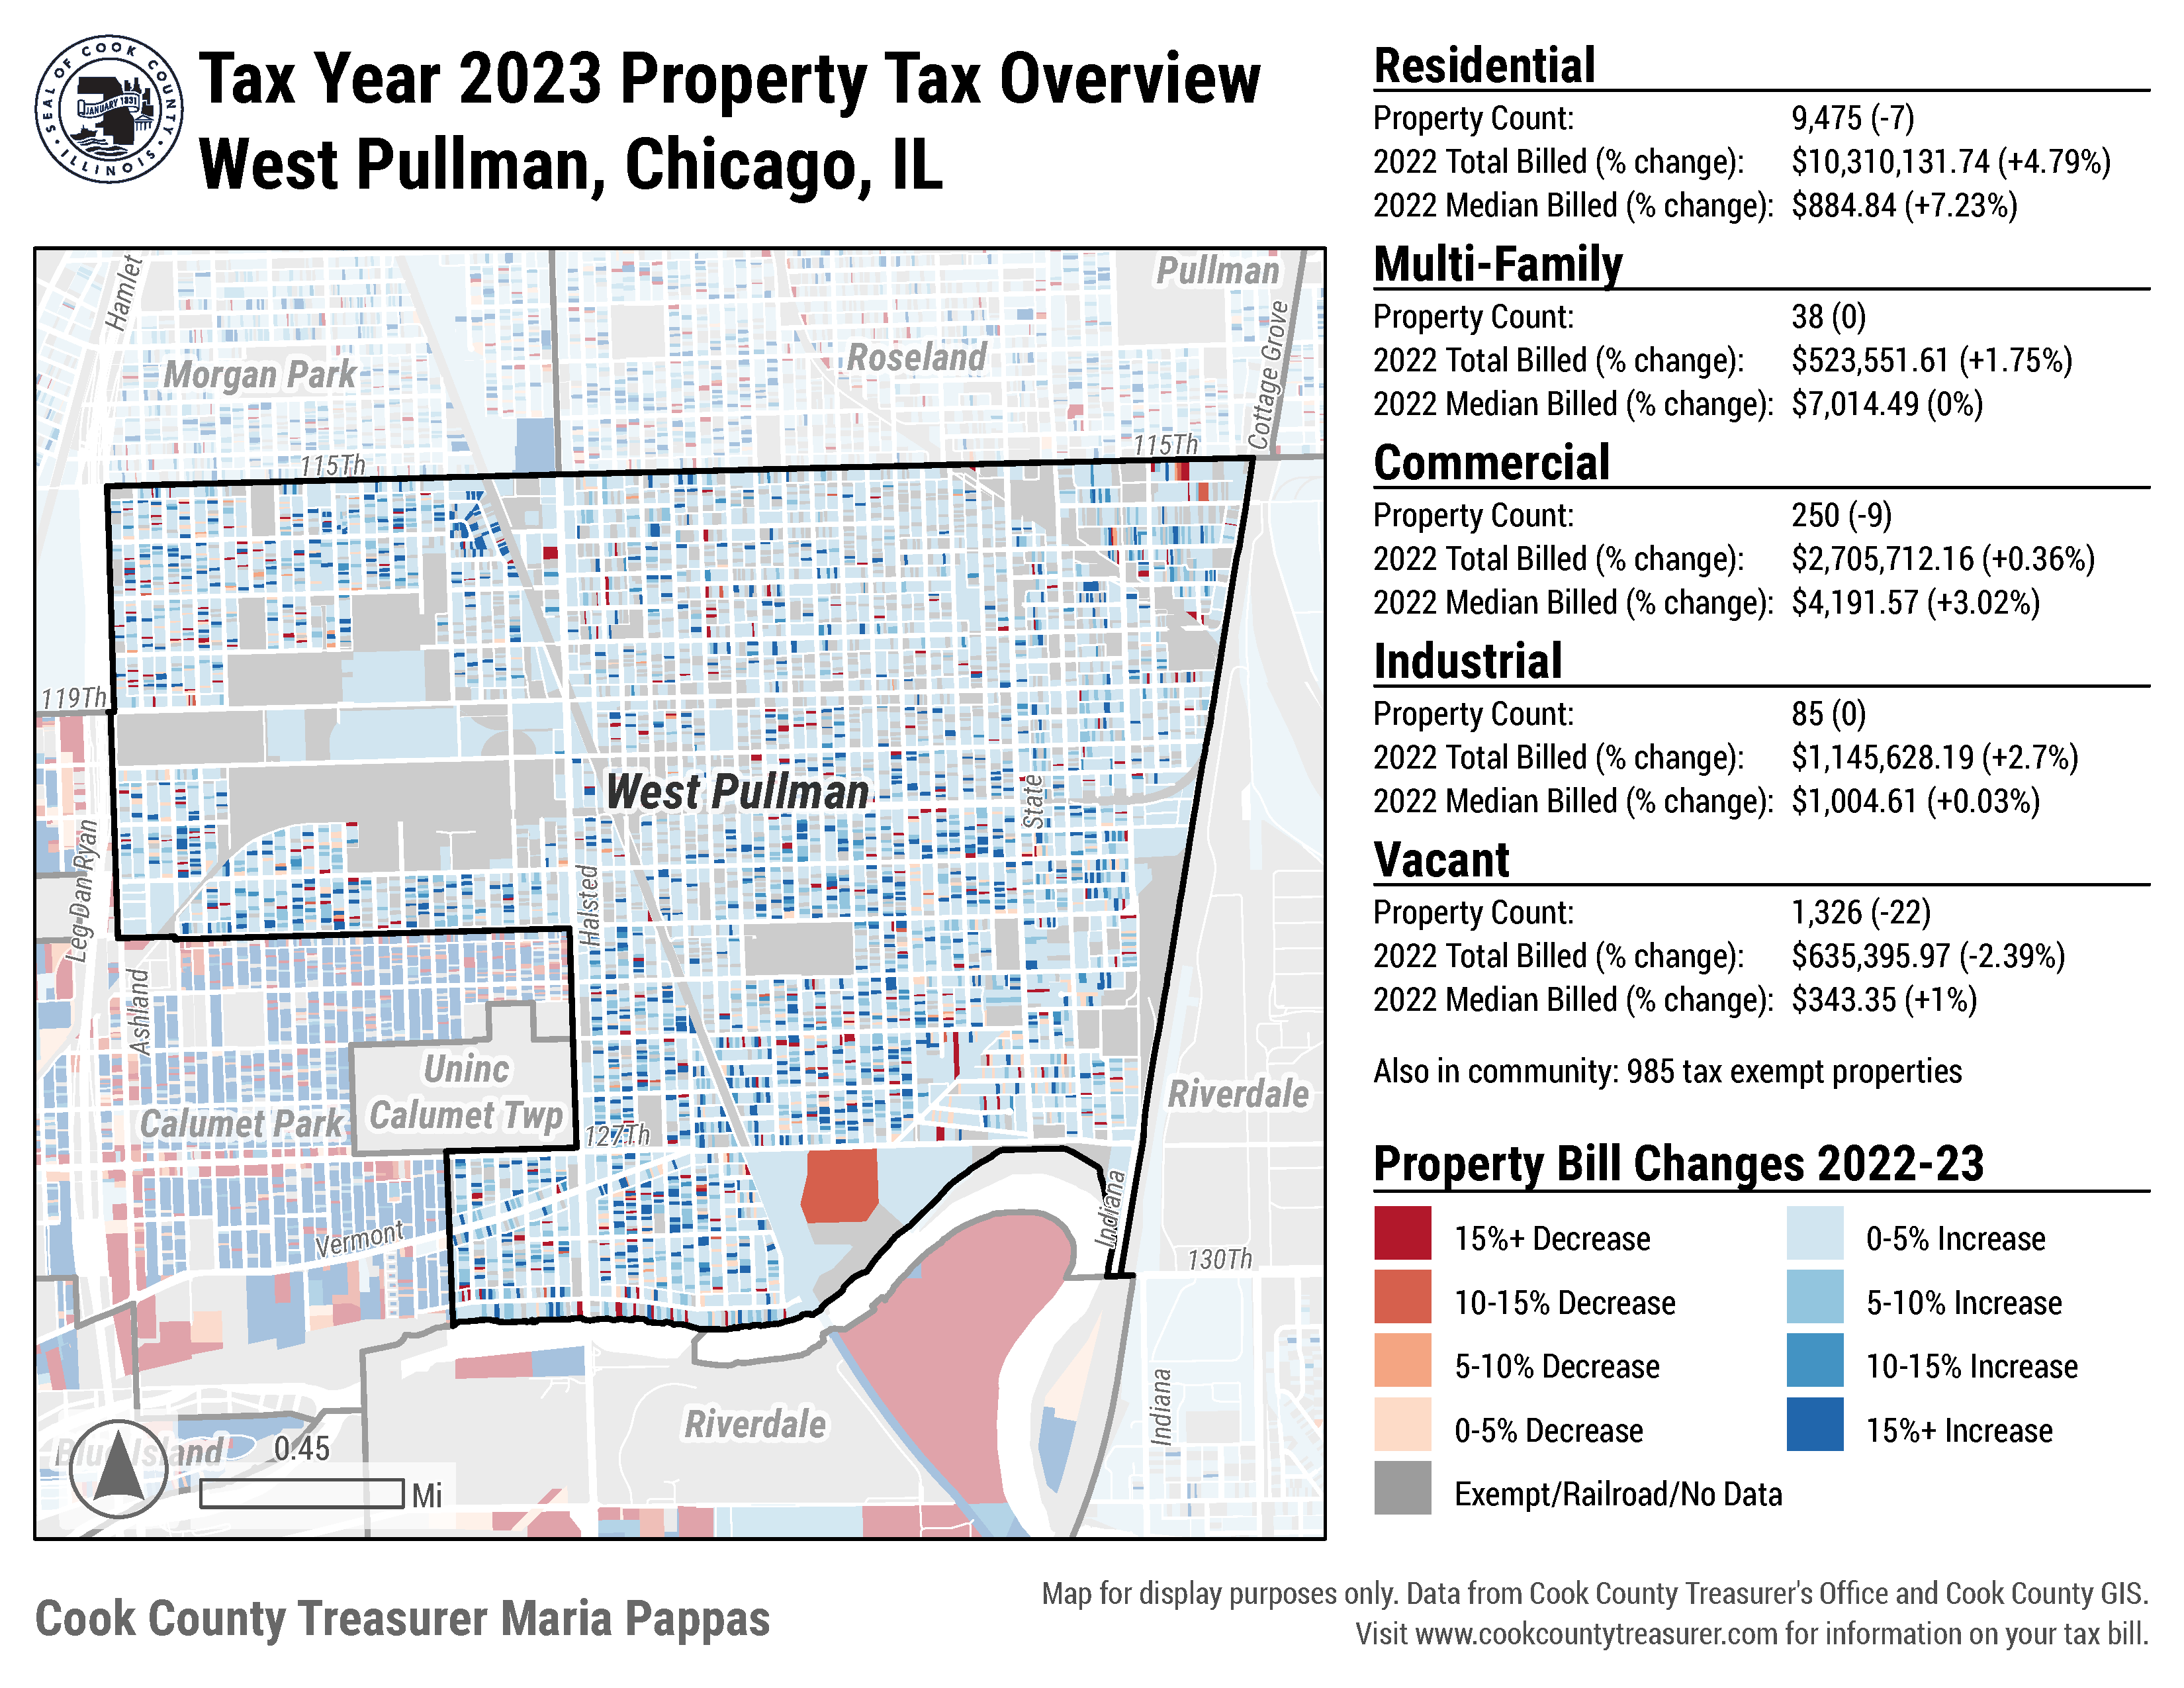 SEAL OF COOK COUNTY
JANUARY 1831
ILLINOIS
Tax Year 2023 Property Tax Overview
West Pullman, Chicago, IL
Hamlet
Pullman
Cottage Grove
Morgan Park
Roseland
115Th
115Th
119Th
West Pullman
State
Leg-Dan Ryan
Halsted
Ashland
Uninc
Calumet Twp
Calumet Park
Riverdale
127Th
Vermont
Indiana
130Th
Indiana
Riverdale
Blue Island
0.45
Mi
Residential
Property Count: 9,475 (-7)
2022 Total Billed (% change): $10,310,131.74 (+4.79%)
2022 Median Billed (% change): $884.84 (+7.23%)
Multi-Family
Property Count: 38 (0)
2022 Total Billed (% change): $523,551.61 (+1.75%)
2022 Median Billed (% change): $7,014.49 (0%)
Commercial
Property Count: 250 (-9)
2022 Total Billed (% change): $2,705,712.16 (+0.36%)
2022 Median Billed (% change): $4,191.57 (+3.02%)
Industrial
Property Count: 85 (0)
2022 Total Billed (% change): $1,145,628.19 (+2.7%)
2022 Median Billed (% change): $1,004.61 (+0.03%)
Vacant
Property Count: 1,326 (-22)
2022 Total Billed (% change): $635,395.97 (-2.39%)
2022 Median Billed (% change): $343.35 (+1%)
Also in community: 985 tax exempt properties
Property Bill Changes 2022-23
15%+ Decrease
0-5% Increase
10-15% Decrease
5-10% Increase
5-10% Decrease
10-15% Increase
0-5% Decrease
15%+ Increase
Exempt/Railroad/No Data
Cook County Treasurer Maria Pappas
Map for display purposes only. Data from Cook County Treasurer's Office and Cook County GIS.
Visit www.cookcountytreasurer.com for information on your tax bill.